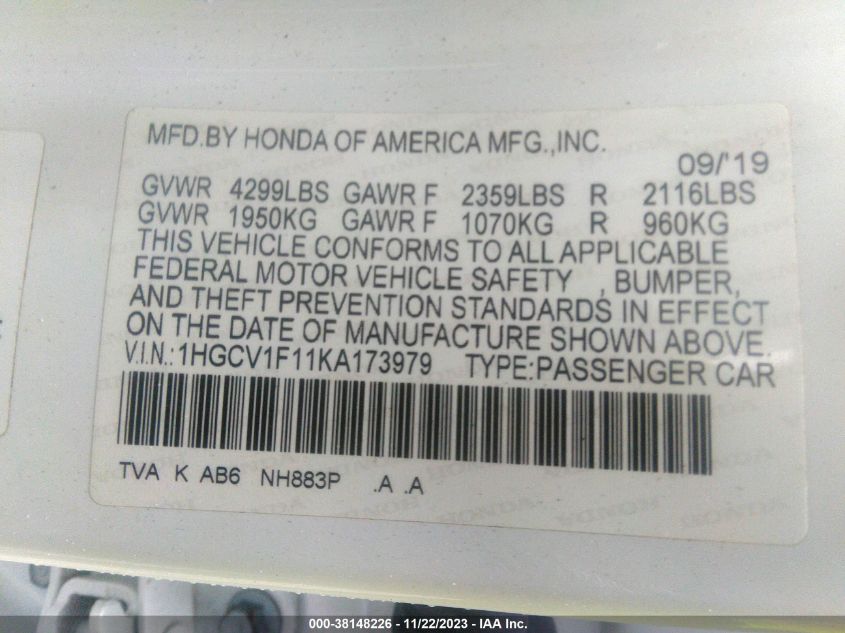 MFD.BY HONDA OF AMERICA MFG.,INC.
09/'19
GVWR 4299LBS GAWR F 2359LBS R 2116LBS
GVWR 1950KG GAWR F 1070KG R 960KG
THIS VEHICLE CONFORMS TO ALL APPLICABLE
FEDERAL MOTOR VEHICLE SAFETY , BUMPER,
AND THEFT PREVENTION STANDARDS IN EFFECT
ON THE DATE OF MANUFACTURE SHOWN ABOVE.
V.I.N.:1HGCV1F11KA173979 TYPE:PASSENGER CAR
TVA K AB6 NH883P .A .A
000-38148226 - 11/22/2023 - IAA Inc.